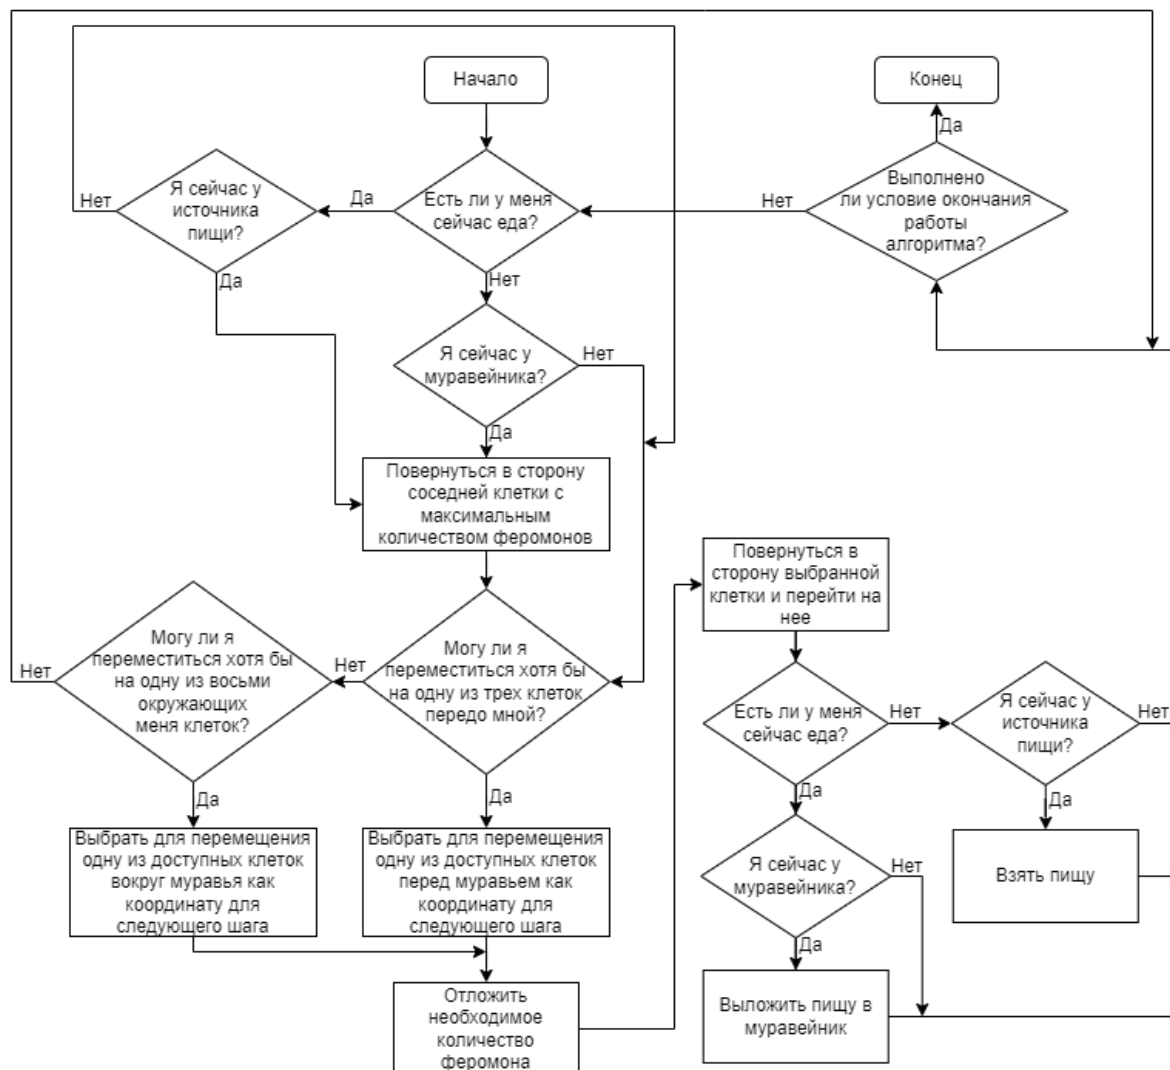 Начало
Конец
Я сейчас у
источника
пищи?
Нет
Да
Да
Есть ли у меня
сейчас еда?
Нет
Выполнено
ли условие окончания
работы
алгоритма?
Да
Нет
Я сейчас у
муравейника?
Нет
Да
Повернуться в сторону
соседней клетки с
максимальным
количеством феромонов
Могу ли я
переместиться хотя бы
на одну из восьми
окружающих
меня клеток?
Нет
Да
Могу ли я
переместиться хотя бы
на одну из трех клеток
передо мной?
Нет
Да
Выбрать для перемещения
одну из доступных клеток
вокруг муравья как
координату для
следующего шага
Выбрать для перемещения
одну из доступных клеток
перед муравьем как
координату для
следующего шага
Отложить
необходимое
количество
феромона
Повернуться в
сторону выбранной
клетки и перейти на
нее
Есть ли у меня
сейчас еда?
Нет
Да
Я сейчас у
источника
пищи?
Нет
Да
Взять пищу
Я сейчас у
муравейника?
Нет
Да
Выложить пищу в
муравейник